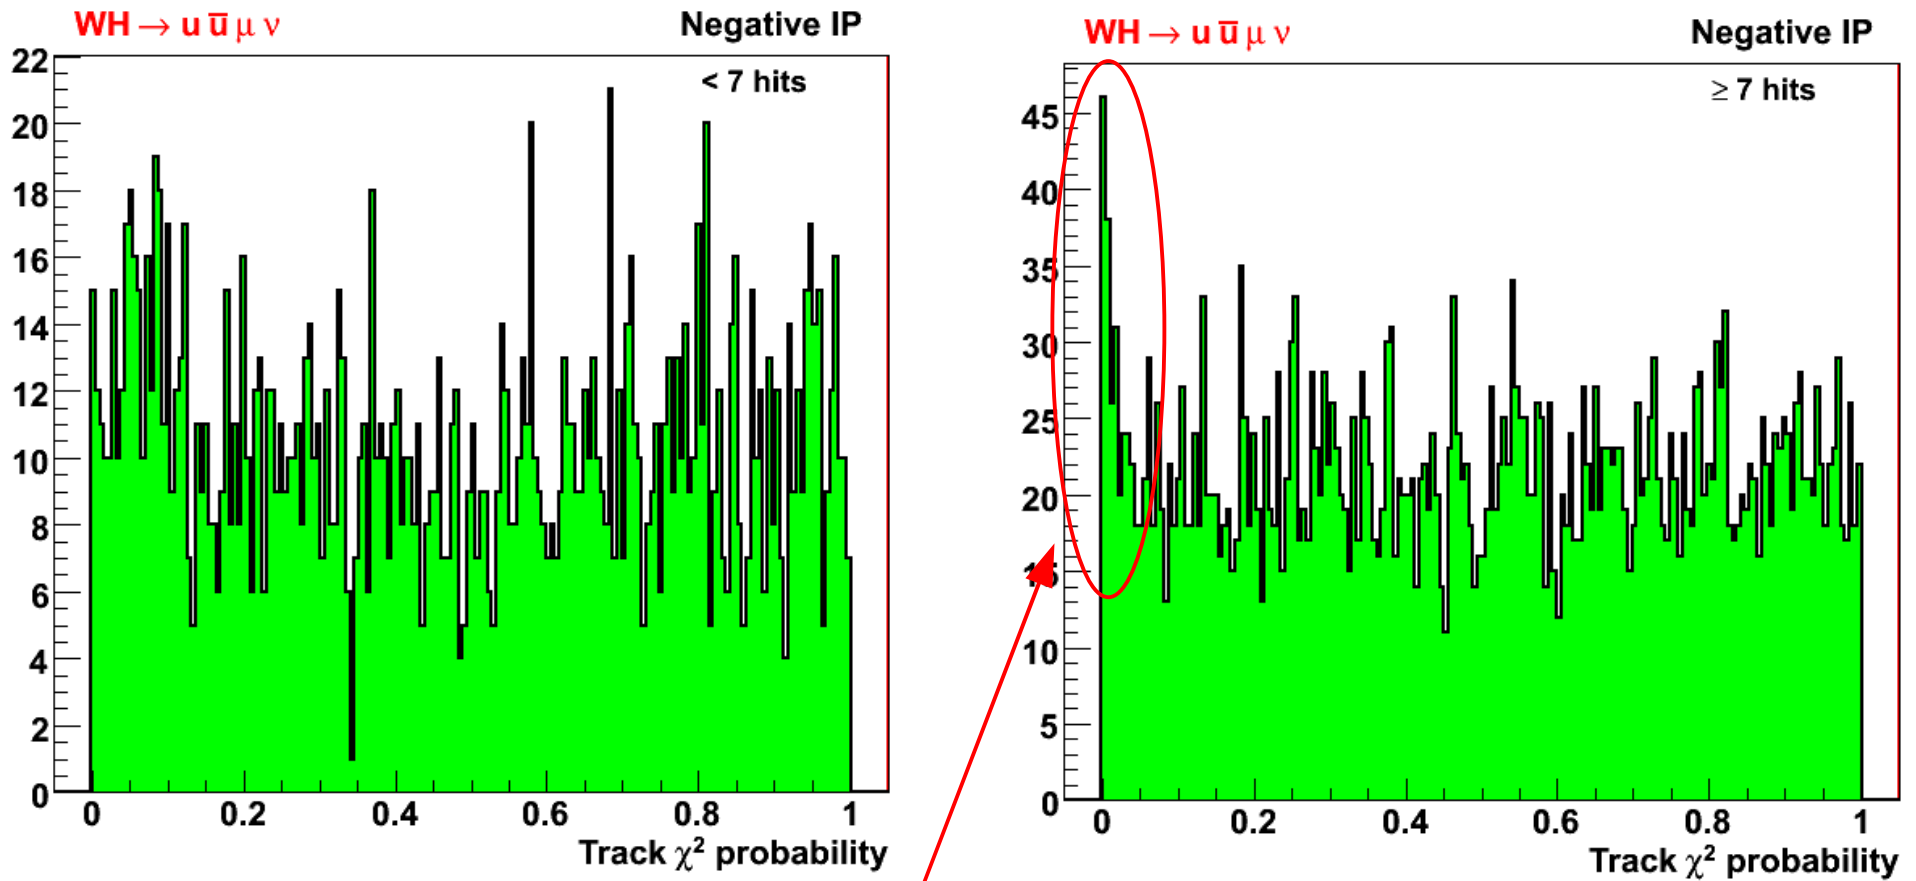 WH → u ū μ ν
Negative IP
< 7 hits
22
20
18
16
14
12
10
8
6
4
2
0
0 0.2 0.4 0.6 0.8 1
Track χ² probability
WH → u ū μ ν
Negative IP
≥ 7 hits
45
40
35
30
25
20
15
10
5
0
0 0.2 0.4 0.6 0.8 1
Track χ² probability